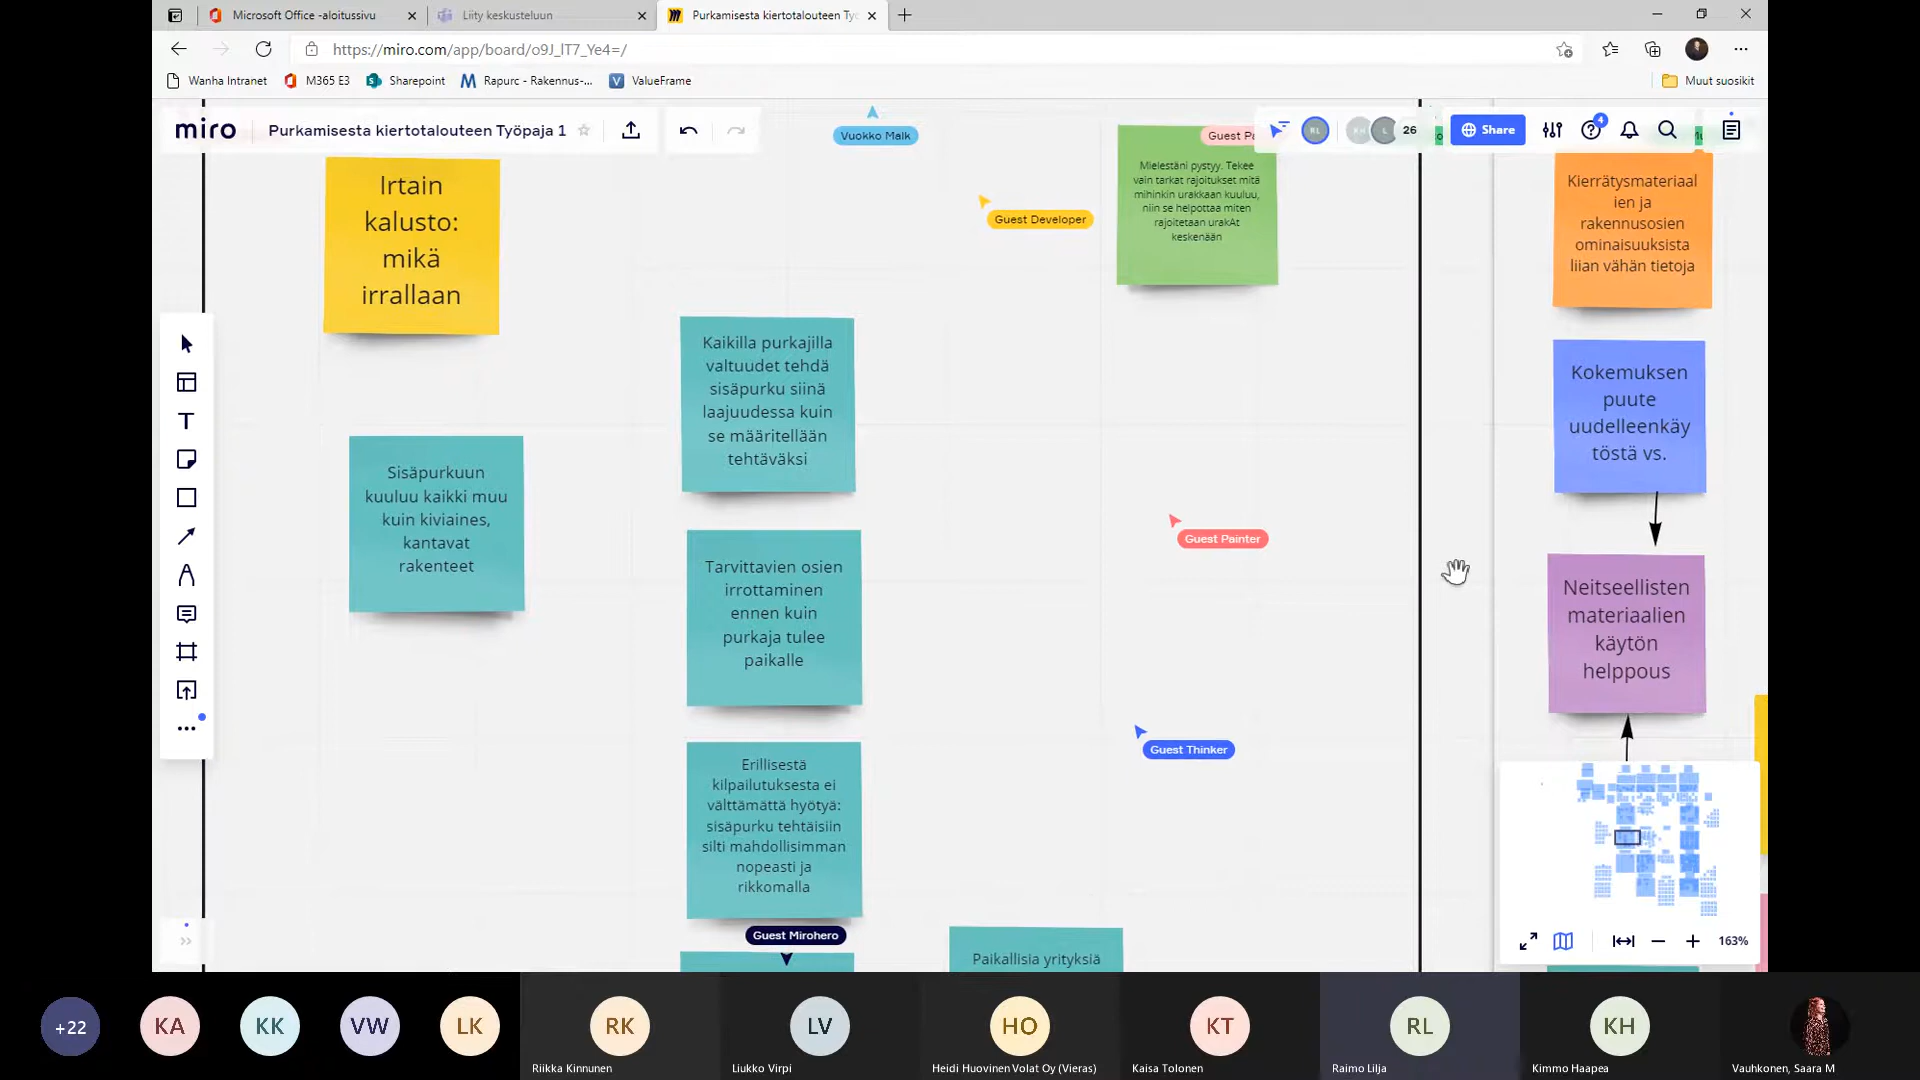 Microsoft Office -aloitussivu
Liity keskusteluun
Purkamisesta kiertotalouteen Ty
https://miro.com/app/board/o9J_lT7_Ye4=/
Wanha Intranet
M365 E3
Sharepoint
Rapurc - Rakennus-...
ValueFrame
Muut suosikit
miro
Purkamisesta kiertotalouteen Työpaja 1
Vuokko Malk
Guest Pa
RL
KH
L
26
Share
4
Irtain
kalusto:
mikä
irrallaan
Guest Developer
Mielestäni pystyy. Tekee
vain tarkat rajoitukset mitä
mihinkin urakkaan kuuluu,
niin se helpottaa miten
rajoitetaan urakAt
keskenään
Kierrätysmateriaal
ien ja
rakennusosien
ominaisuuksista
liian vähän tietoja
Kaikilla purkajilla
valtuudet tehdä
sisäpurku siinä
laajuudessa kuin
se määritellään
tehtäväksi
Kokemuksen
puute
uudelleenkäy
töstä vs.
Sisäpurkuun
kuuluu kaikki muu
kuin kiviaines,
kantavat
rakenteet
Tarvittavien osien
irrottaminen
ennen kuin
purkaja tulee
paikalle
Guest Painter
Neitseellisten
materiaalien
käytön
helppous
Guest Thinker
Erillisestä
kilpailutuksesta ei
välttämättä hyötyä:
sisäpurku tehtäisiin
silti mahdollisimman
nopeasti ja
rikkomalla
Guest Mirohero
Paikallisia yrityksiä
163%
+22
KA
KK
VW
LK
RK
LV
HO
KT
RL
KH
Riikka Kinnunen
Liukko Virpi
Heidi Huovinen Volat Oy (Vieras)
Kaisa Tolonen
Raimo Lilja
Kimmo Haapea
Vauhkonen, Saara M